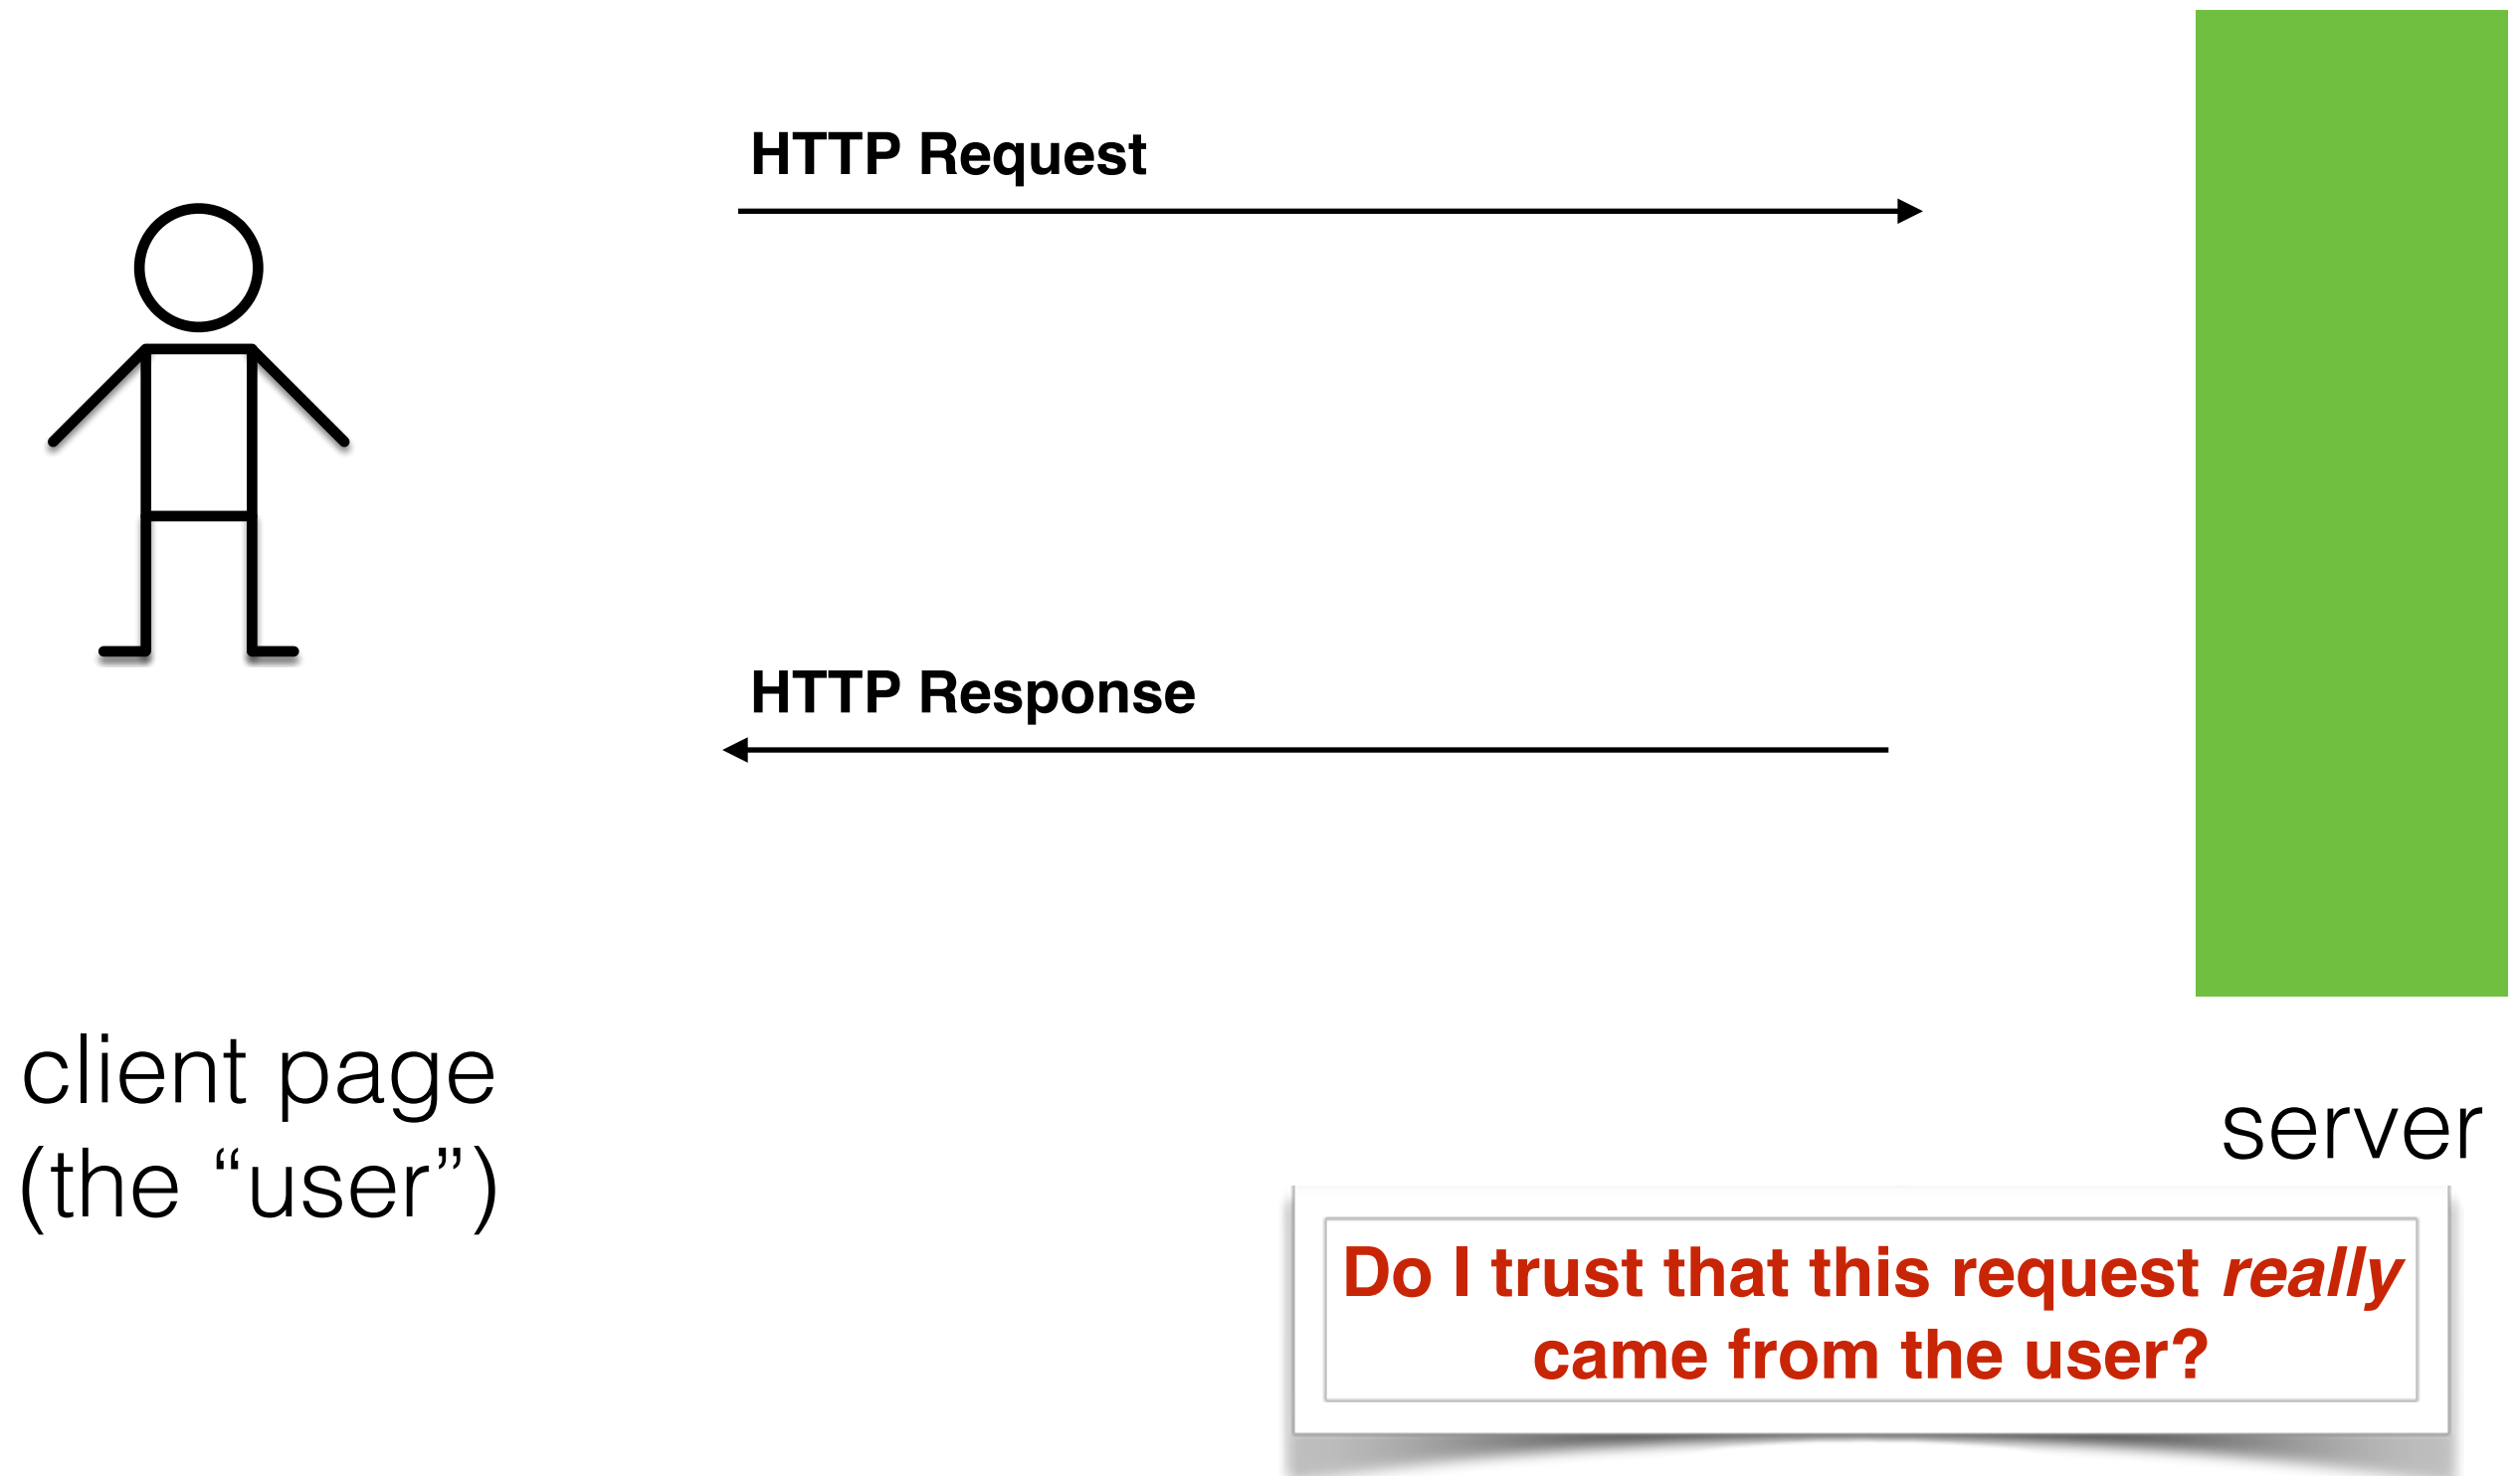 HTTP Request
HTTP Response
client page
(the “user”)
server
Do I trust that this request really
came from the user?